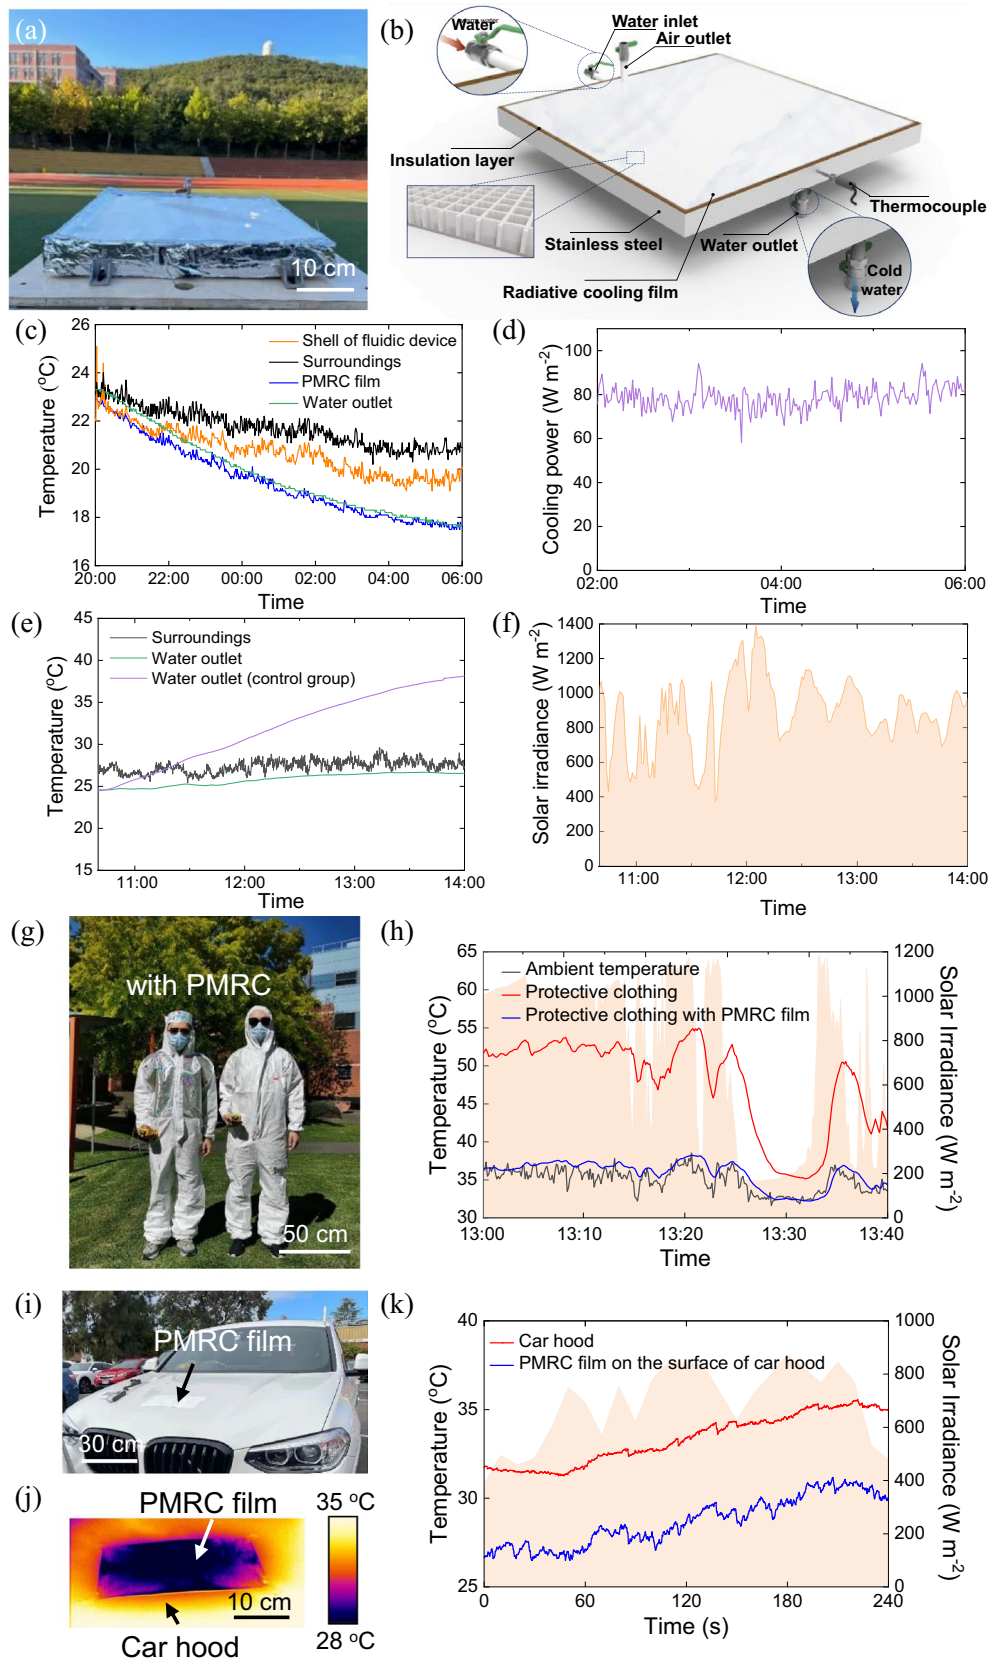 (a)
10 cm
(b)
Water
Water inlet
Air outlet
Insulation layer
Thermocouple
Stainless steel
Water outlet
Cold
water
Radiative cooling film
(c)
Temperature (°C)
26
24
22
20
18
16
Shell of fluidic device
Surroundings
PMRC film
Water outlet
20:00 22:00 00:00 02:00 04:00 06:00
Time
(d)
Cooling power (W m-2)
100
80
60
40
20
0
02:00 04:00 06:00
Time
(e)
Temperature (°C)
45
40
35
30
25
20
15
Surroundings
Water outlet
Water outlet (control group)
11:00 12:00 13:00 14:00
Time
(f)
Solar irradiance (W m-2)
1400
1200
1000
800
600
400
200
0
11:00 12:00 13:00 14:00
Time
(g)
with PMRC
50 cm
(h)
Temperature (°C)
65
60
55
50
45
40
35
30
Ambient temperature
Protective clothing
Protective clothing with PMRC film
1200
1000
800
600
400
200
0
Solar Irradiance (W m-2)
13:00 13:10 13:20 13:30 13:40
Time
(i)
PMRC film
30 cm
(j)
PMRC film
10 cm
Car hood
35 °C
28 °C
(k)
Temperature (°C)
40
35
30
25
Car hood
PMRC film on the surface of car hood
1000
800
600
400
200
0
Solar Irradiance (W m-2)
0 60 120 180 240
Time (s)